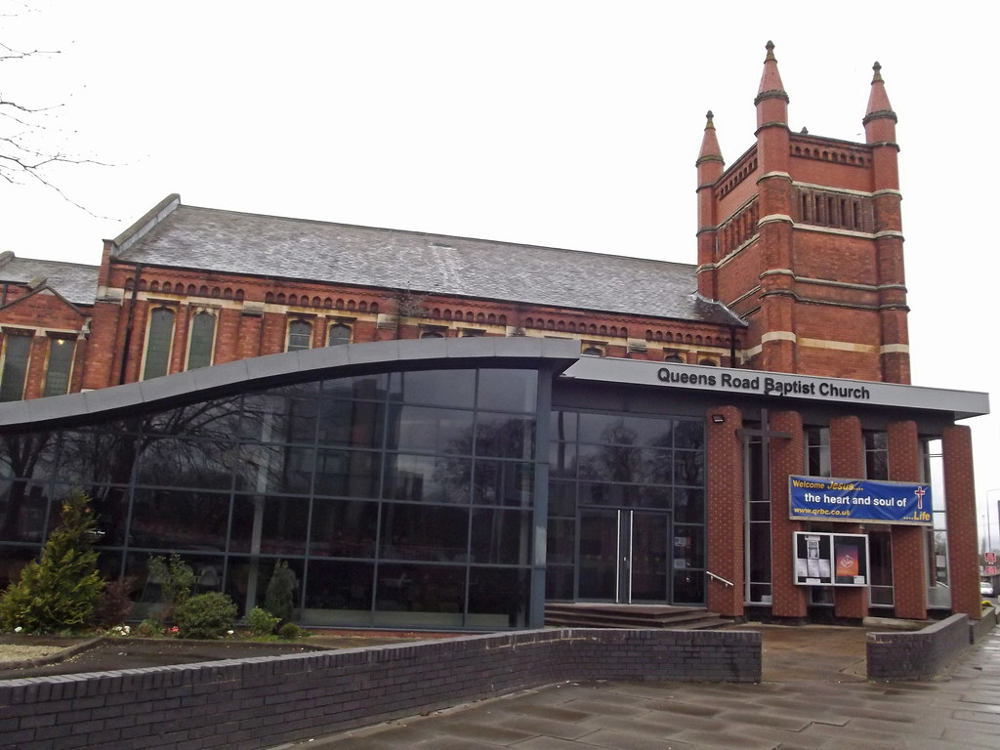 Queens Road Baptist Church
Welcome Jesus....
the heart and soul of
....Life
www.qrbc.co.uk